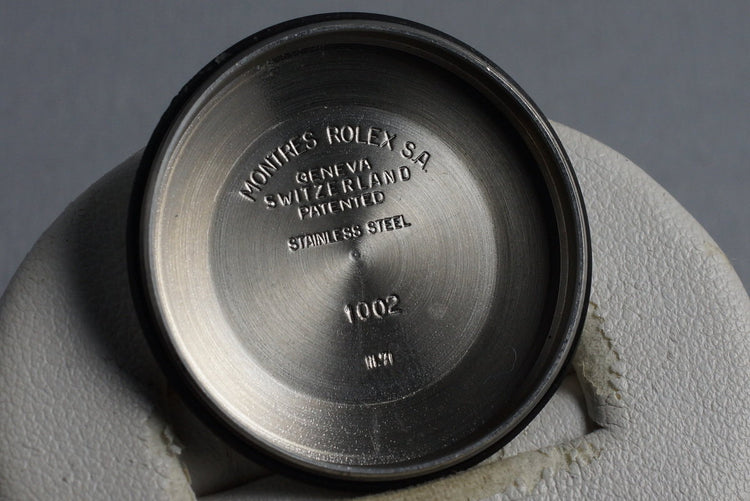 MONTRES ROLEX S.A.
GENEVA
SWITZERLAND
PATENTED
STAINLESS STEEL
1002